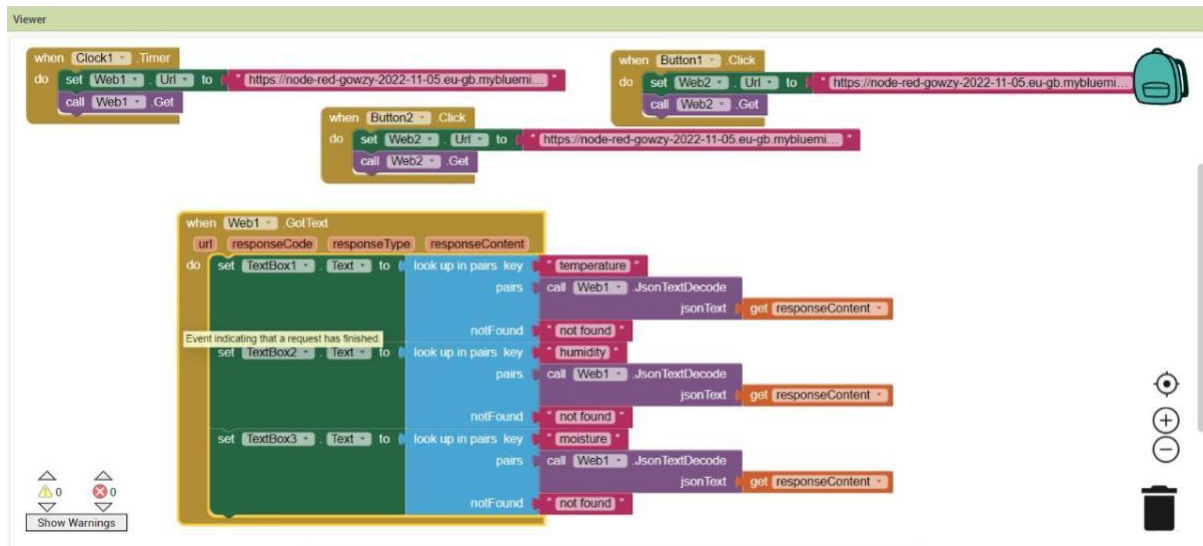 Viewer
when Clock1 .Timer
do set Web1 . Url to " https://node-red-gowzy-2022-11-05.eu-gb.mybluemi... "
call Web1 .Get
when Button1 .Click
do set Web2 . Url to " https://node-red-gowzy-2022-11-05.eu-gb.mybluemi...
call Web2 .Get
when Button2 .Click
do set Web2 . Url to " https://node-red-gowzy-2022-11-05.eu-gb.mybluemi... "
call Web2 .Get
when Web1 .GotText
url responseCode responseType responseContent
do set TextBox1 . Text to look up in pairs key " temperature "
pairs call Web1 .JsonTextDecode
jsonText get responseContent
notFound " not found "
Event indicating that a request has finished.
set TextBox2 . Text to look up in pairs key " humidity "
pairs call Web1 .JsonTextDecode
jsonText get responseContent
notFound " not found "
set TextBox3 . Text to look up in pairs key " moisture "
pairs call Web1 .JsonTextDecode
jsonText get responseContent
notFound " not found "
0 0
Show Warnings